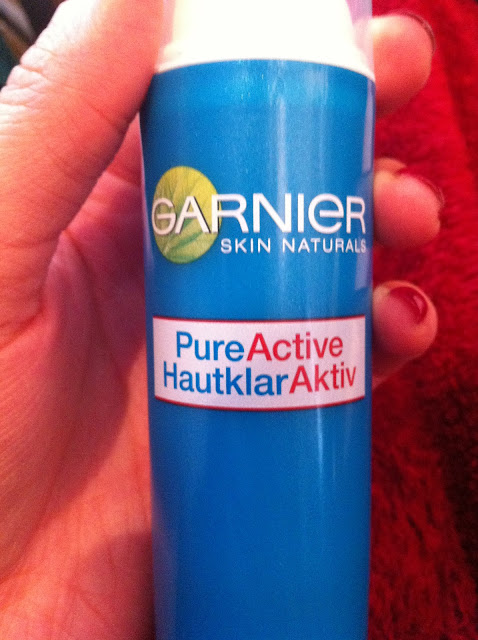 GARNIER
SKIN NATURALS
PureActive
HautklarAktiv